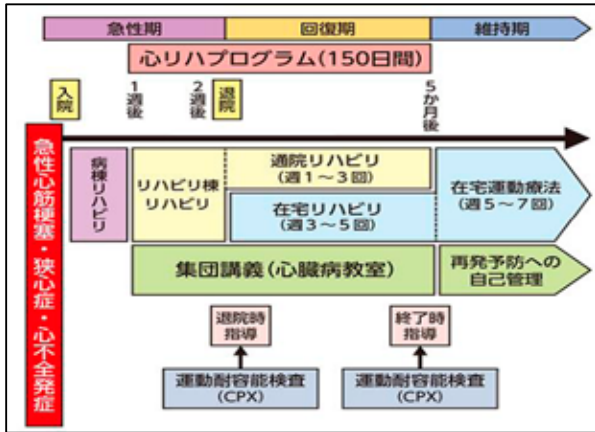 急性期
回復期
維持期
心リハプログラム(150日間)
入院
1週後
2週後
退院
5か月後
急性心筋梗塞・狭心症・心不全発症
病棟リハビリ
リハビリ棟
リハビリ
通院リハビリ
(週1~3回)
在宅リハビリ
(週3~5回)
在宅運動療法
(週5~7回)
集団講義(心臓病教室)
再発予防への
自己管理
退院時
指導
終了時
指導
運動耐容能検査
(CPX)
運動耐容能検査
(CPX)